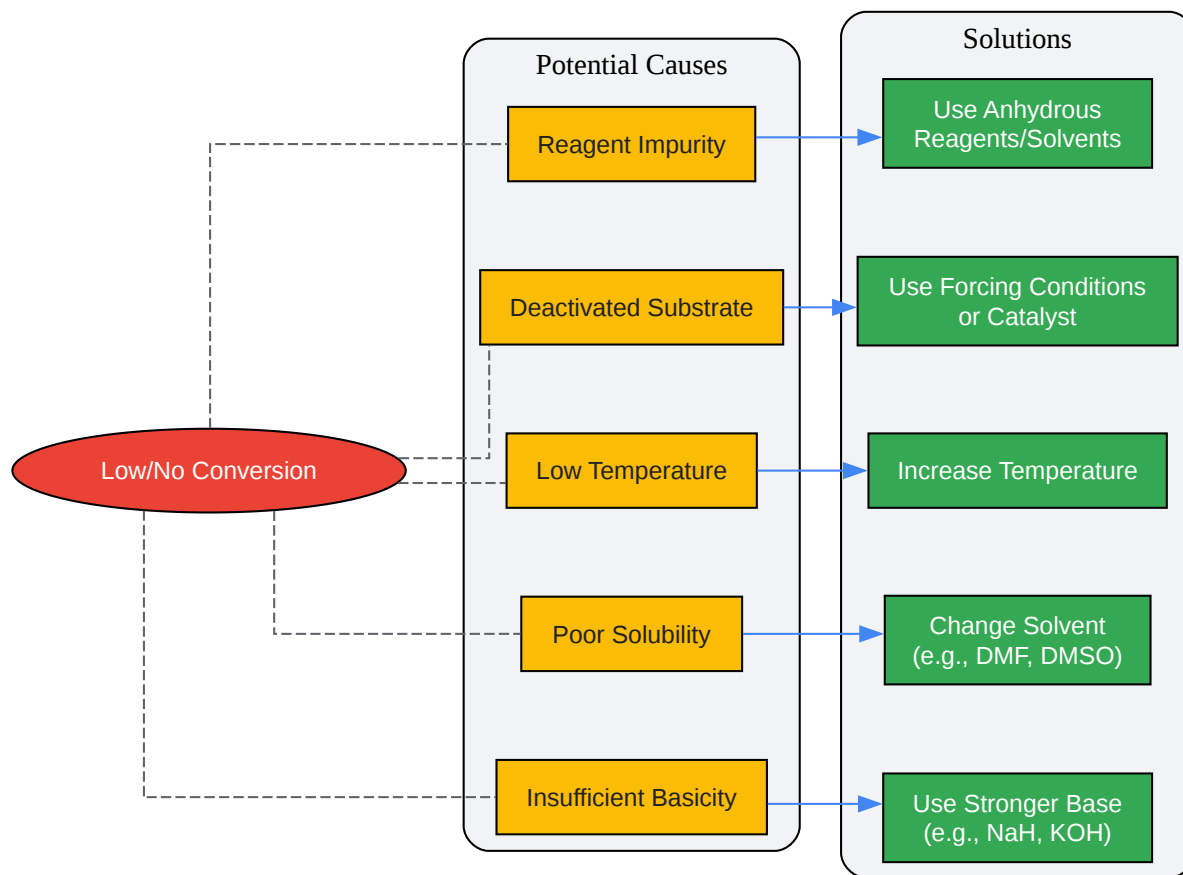 Solutions
Potential Causes
Use Anhydrous
Reagents/Solvents
Reagent Impurity
Use Forcing Conditions
or Catalyst
Deactivated Substrate
Low/No Conversion
Low Temperature
Increase Temperature
Poor Solubility
Change Solvent
(e.g., DMF, DMSO)
Insufficient Basicity
Use Stronger Base
(e.g., NaH, KOH)